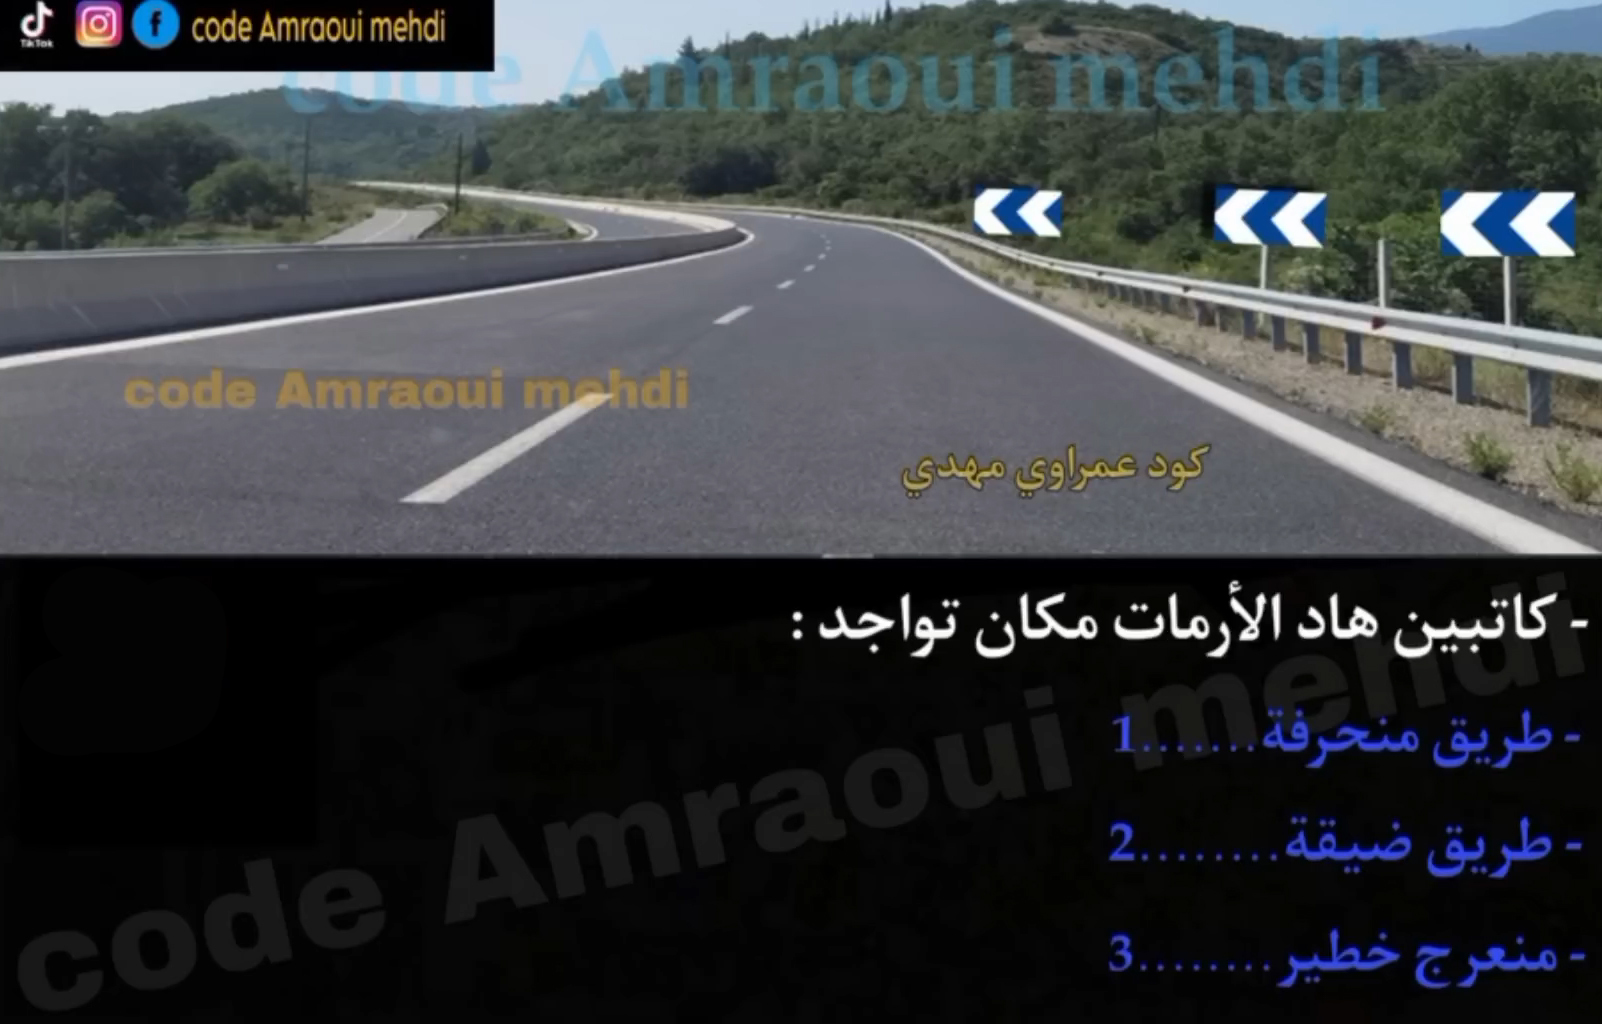 TikTok
code Amraoui mehdi
code Amraoui mehdi
code Amraoui mehdi
كود عمراوي مهدي
- كاتبين هاد الأرمات مكان تواجد :
- طريق منحرفة.......1
- طريق ضيقة........2
- منعرج خطير........3
code Amraoui mehdi